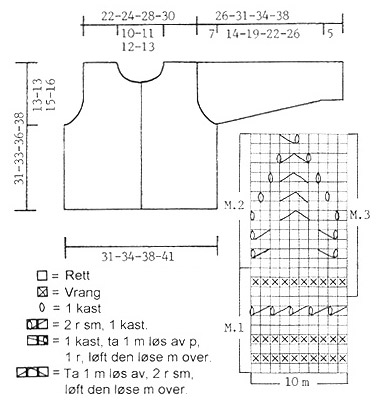 22-24-28-30
26-31-34-38
10-11
12-13
7
14-19-22-26
5
13-13
15-16
31-33-36-38
31-34-38-41
M.2
M.3
M.1
10 m
= Rett
= Vrang
= 1 kast
= 2 r sm, 1 kast.
= 1 kast, ta 1 m løs av p,
1 r, løft den løse m over.
= Ta 1 m løs av, 2 r sm,
løft den løse m over.